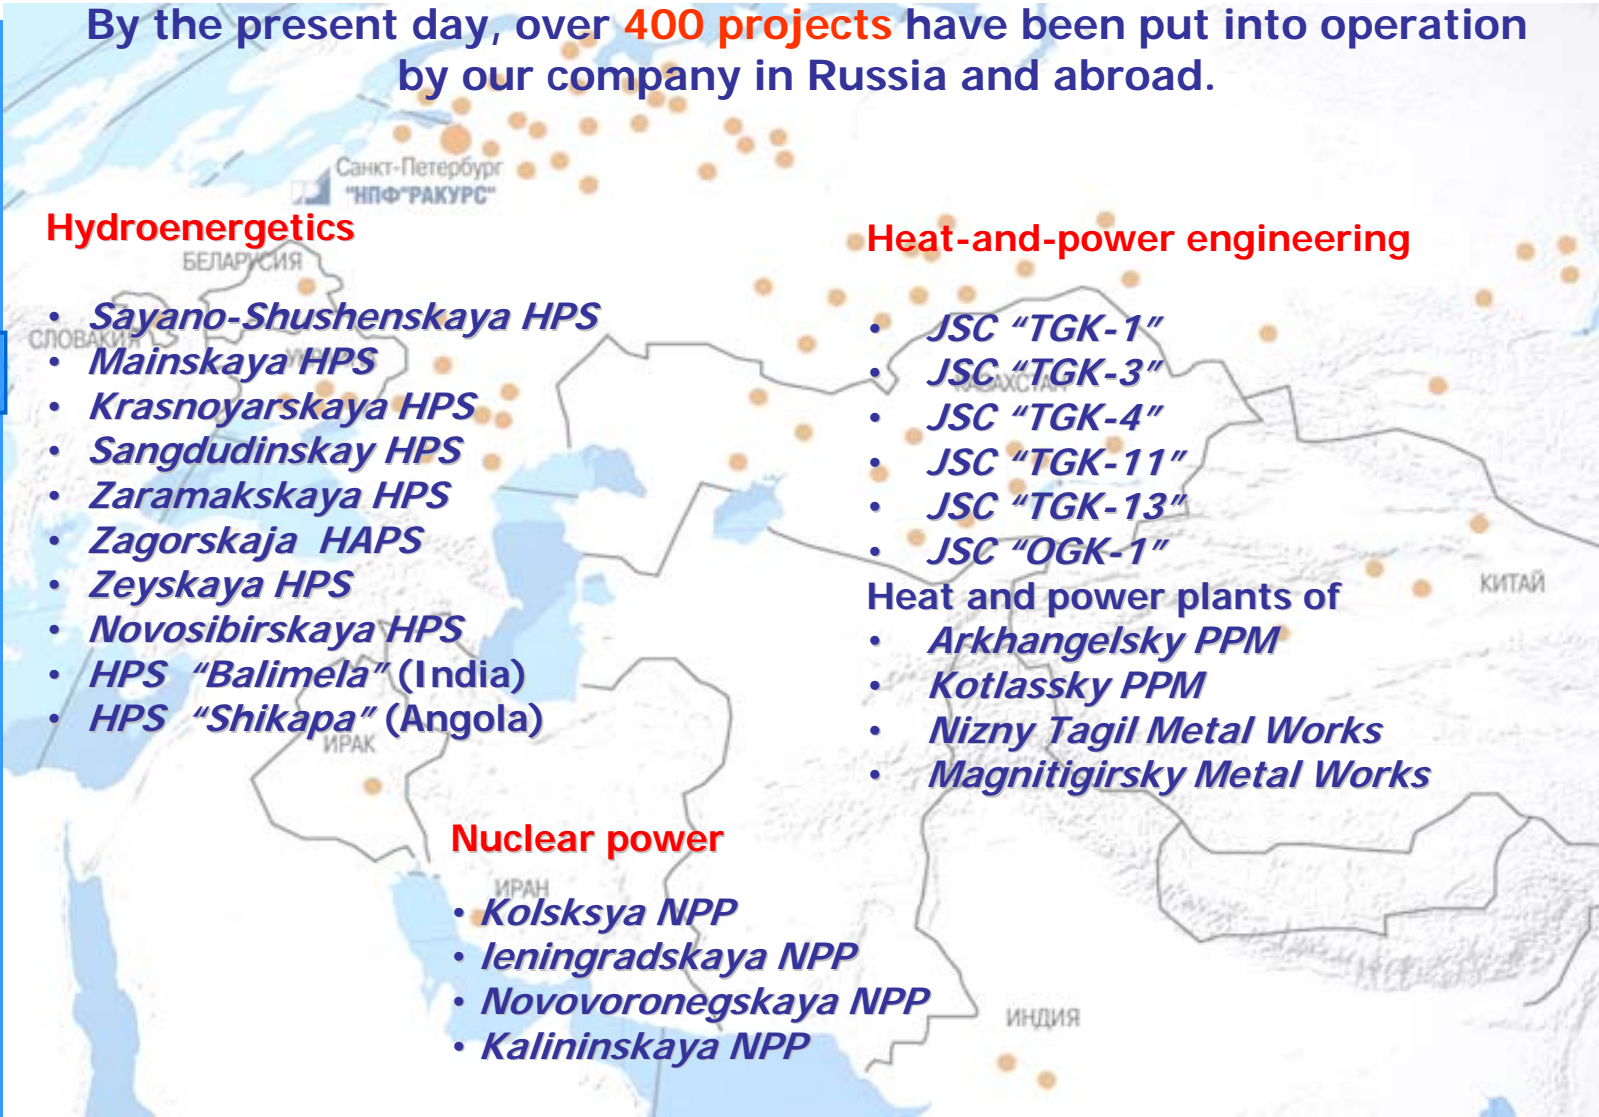 By the present day, over 400 projects have been put into operation
by our company in Russia and abroad.
Санкт-Петербург
"НПФ"РАКУРС"
Hydroenergetics
БЕЛАРУСИЯ
СЛОВАКИЯ
• Sayano-Shushenskaya HPS
• Mainskaya HPS
• Krasnoyarskaya HPS
• Sangdudinskay HPS
• Zaramakskaya HPS
• Zagorskaja HAPS
• Zeyskaya HPS
• Novosibirskaya HPS
• HPS “Balimela” (India)
• HPS “Shikapa” (Angola)
ИРАК
Heat-and-power engineering
• JSC “TGK-1”
• JSC “TGK-3”
КАЗАХСТАН
• JSC “TGK-4”
• JSC “TGK-11”
• JSC “TGK-13”
• JSC “OGK-1”
Heat and power plants of
КИТАЙ
• Arkhangelsky PPM
• Kotlassky PPM
• Nizny Tagil Metal Works
• Magnitigirsky Metal Works
Nuclear power
ИРАН
• Kolsksya NPP
• leningradskaya NPP
• Novovoronegskaya NPP
• Kalininskaya NPP
ИНДИЯ